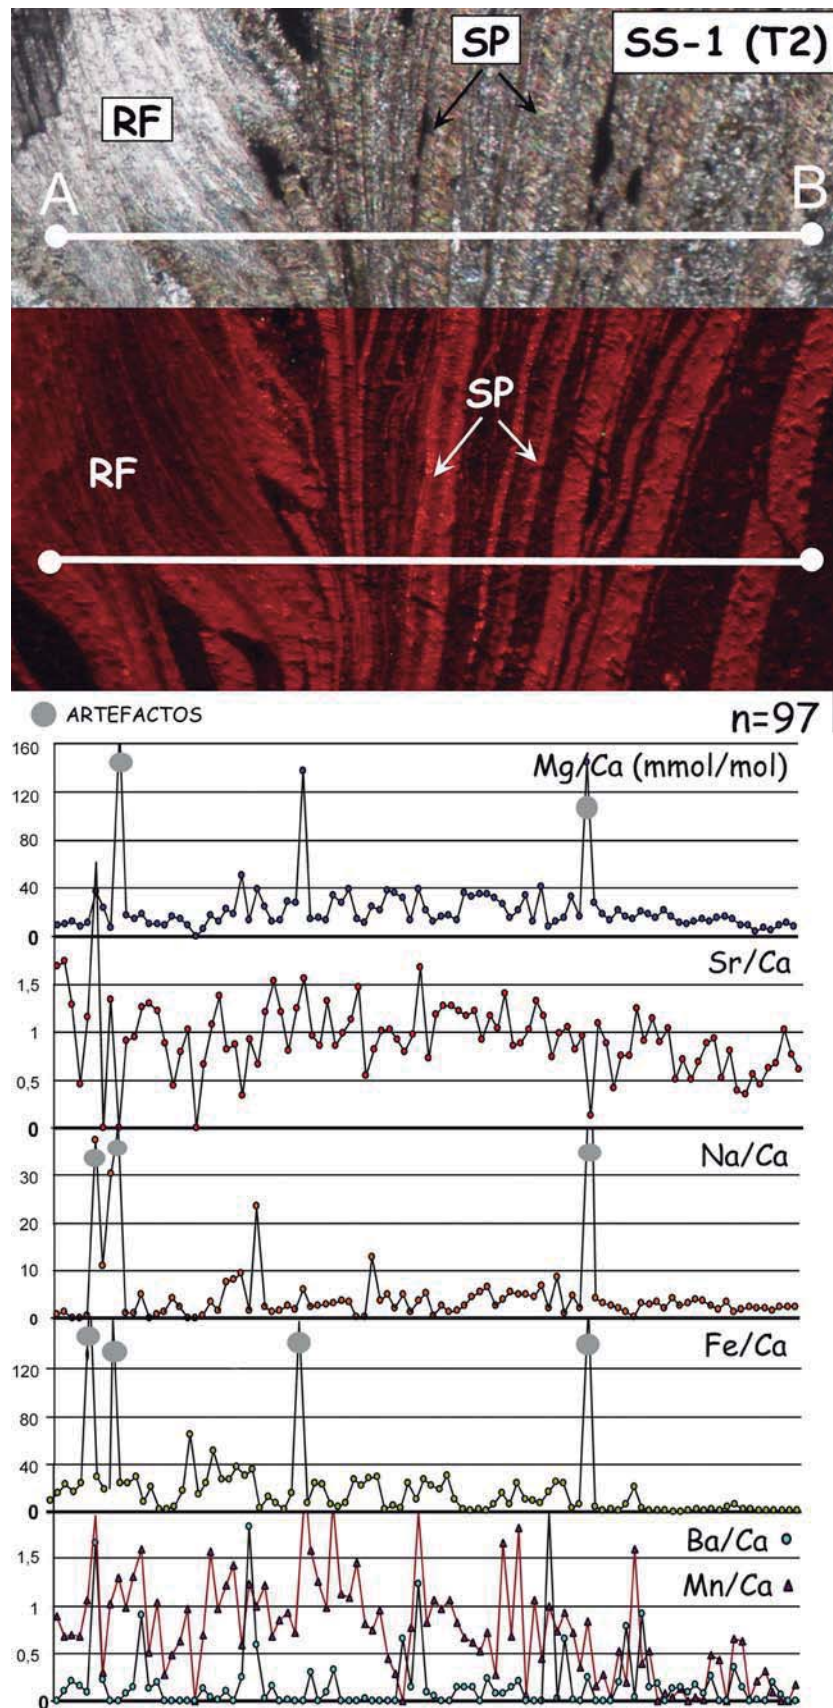 SP
SS-1 (T2)
RF
A
B
SP
RF
ARTEFACTOS
n=97
160
Mg/Ca (mmol/mol)
120
80
40
0
Sr/Ca
1,5
1
0,5
0
Na/Ca
30
20
10
0
Fe/Ca
120
80
40
0
Ba/Ca
1,5
Mn/Ca
1
0,5
0